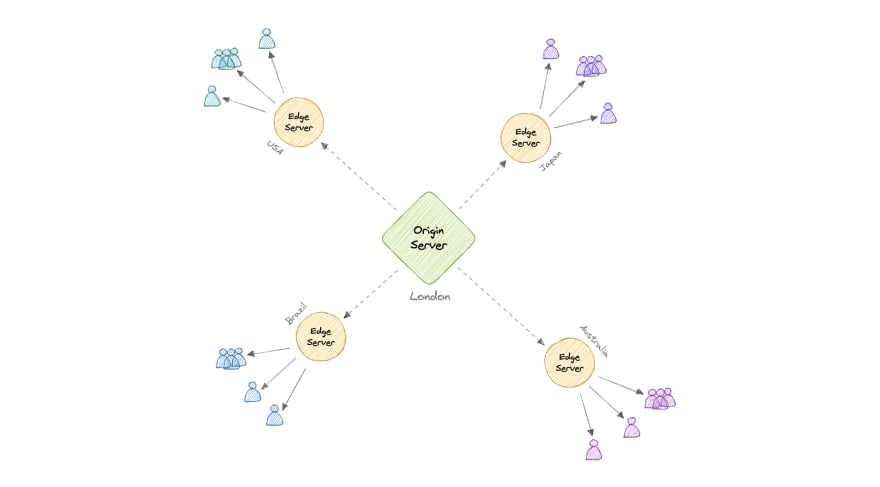 Edge
Server
USA
Edge
Server
Japan
Origin
Server
London
Brazil
Edge
Server
Australia
Edge
Server